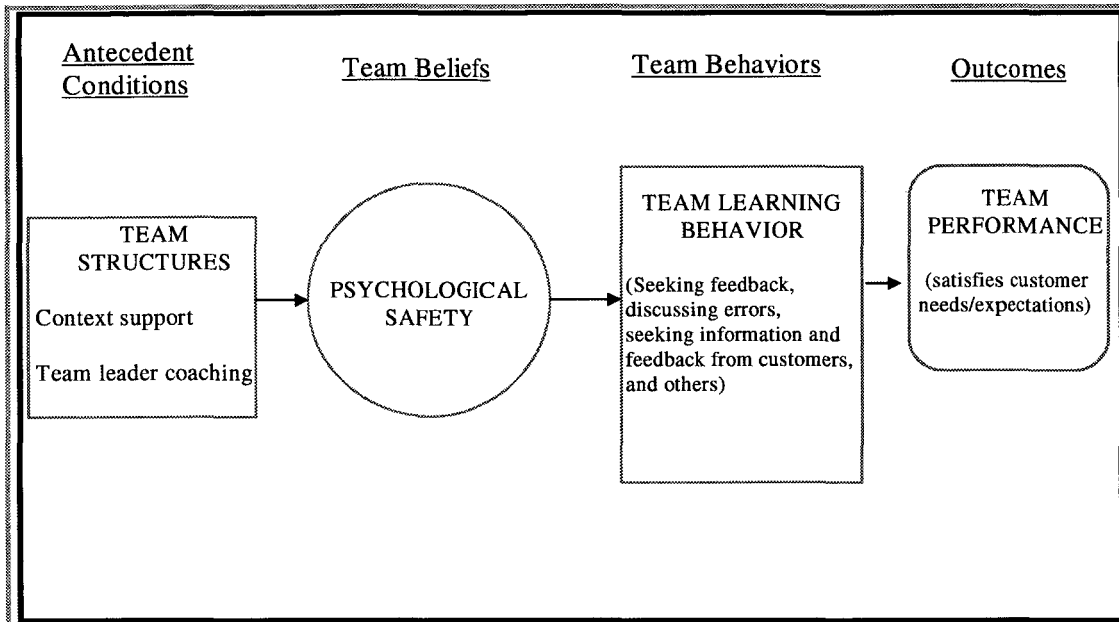 Antecedent
Conditions
Team Beliefs
Team Behaviors
Outcomes
TEAM
STRUCTURES
Context support
Team leader coaching
PSYCHOLOGICAL
SAFETY
TEAM LEARNING
BEHAVIOR
(Seeking feedback,
discussing errors,
seeking information and
feedback from customers,
and others)
TEAM
PERFORMANCE
(satisfies customer
needs/expectations)